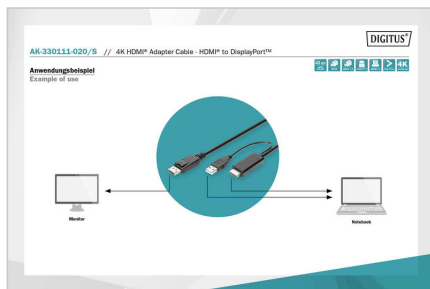 DIGITUS®
AK-330111-020/S // 4K HDMI® Adapter Cable - HDMI® to DisplayPort™
Anwendungsbeispiel
Example of use
4K
Monitor
Notebook